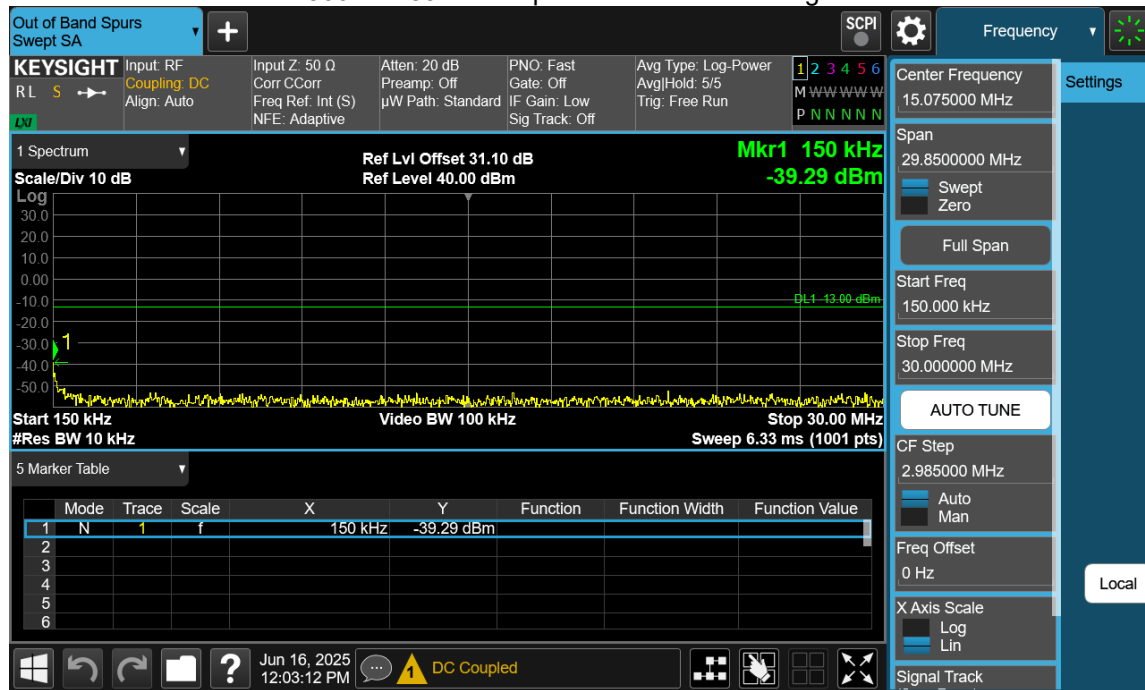 Out of Band Spurs
Swept SA
+
SCPI
Frequency
KEYSIGHT
R L S
LXI
Input: RF
Coupling: DC
Align: Auto
Input Z: 50 Ω
Corr CCorr
Freq Ref: Int (S)
NFE: Adaptive
Atten: 20 dB
Preamp: Off
µW Path: Standard
PNO: Fast
Gate: Off
IF Gain: Low
Sig Track: Off
Avg Type: Log-Power
Avg|Hold: 5/5
Trig: Free Run
1 2 3 4 5 6
M W W W W W
P N N N N N
1 Spectrum
Scale/Div 10 dB
Ref Lvl Offset 31.10 dB
Ref Level 40.00 dBm
Mkr1 150 kHz
-39.29 dBm
Log
30.0
20.0
10.0
0.00
-10.0
-20.0
-30.0
-40.0
-50.0
DL1 -13.00 dBm
1
Start 150 kHz
#Res BW 10 kHz
Video BW 100 kHz
Stop 30.00 MHz
Sweep 6.33 ms (1001 pts)
5 Marker Table
Mode Trace Scale X Y Function Function Width Function Value
1 N 1 f 150 kHz -39.29 dBm
2
3
4
5
6
Center Frequency
15.075000 MHz
Span
29.8500000 MHz
Swept
Zero
Full Span
Start Freq
150.000 kHz
Stop Freq
30.000000 MHz
AUTO TUNE
CF Step
2.985000 MHz
Auto
Man
Freq Offset
0 Hz
X Axis Scale
Log
Lin
Signal Track
Settings
Local
?
Jun 16, 2025
12:03:12 PM
1 DC Coupled